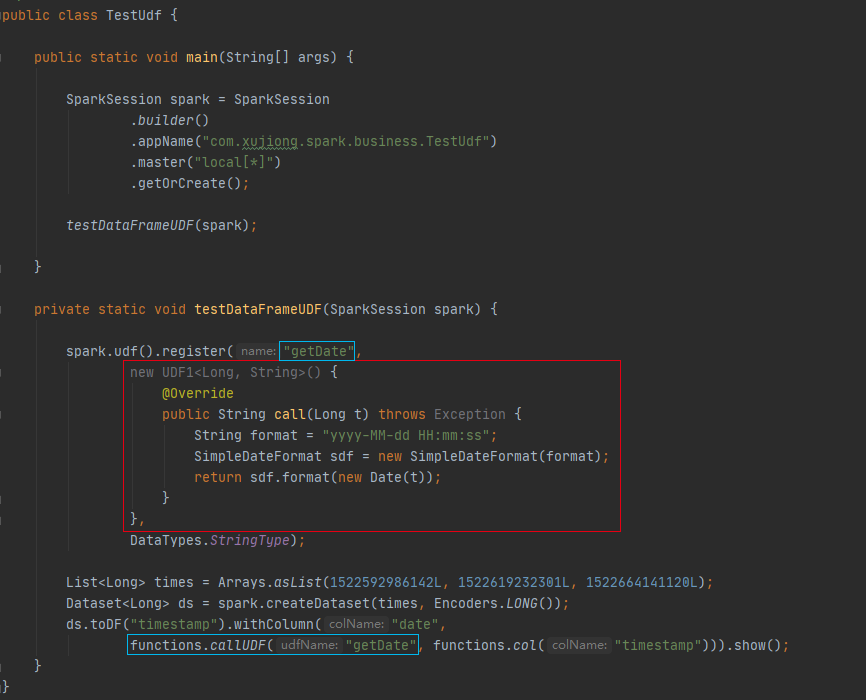 public class TestUdf {
public static void main(String[] args) {
SparkSession spark = SparkSession
.builder()
.appName("com.xujiong.spark.business.TestUdf")
.master("local[*]")
.getOrCreate();
testDataFrameUDF(spark);
}
private static void testDataFrameUDF(SparkSession spark) {
spark.udf().register( name: "getDate",
new UDF1<Long, String>() {
@Override
public String call(Long t) throws Exception {
String format = "yyyy-MM-dd HH:mm:ss";
SimpleDateFormat sdf = new SimpleDateFormat(format);
return sdf.format(new Date(t));
}
},
DataTypes.StringType);
List<Long> times = Arrays.asList(1522592986142L, 1522619232301L, 1522664141120L);
Dataset<Long> ds = spark.createDataset(times, Encoders.LONG());
ds.toDF("timestamp").withColumn( colName: "date",
functions.callUDF( udfName: "getDate", functions.col( colName: "timestamp"))).show();
}
}